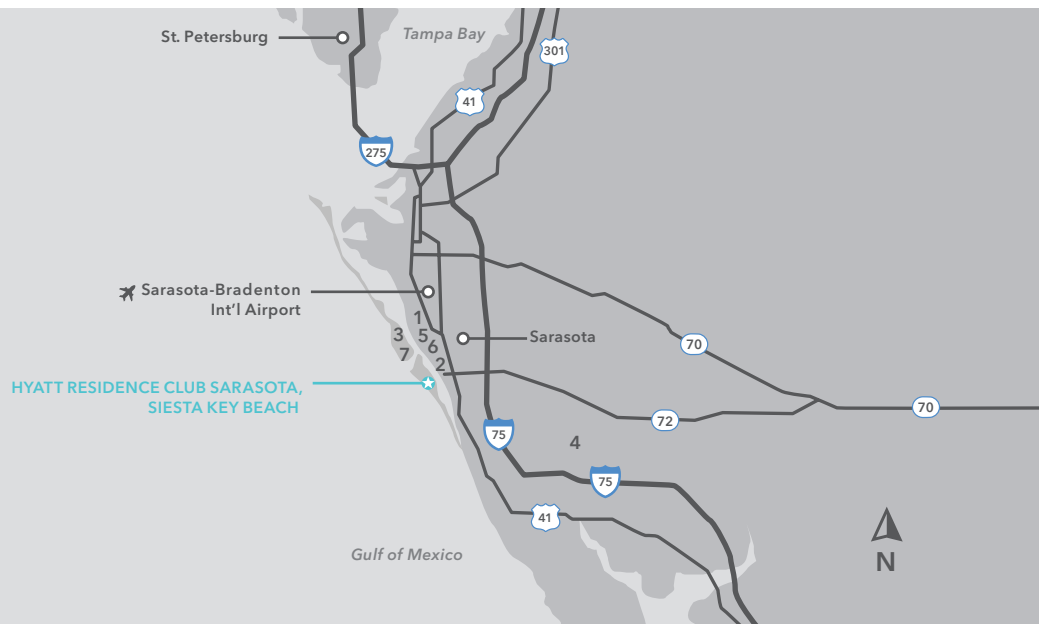 St. Petersburg
Tampa Bay
301
41
275
Sarasota-Bradenton
Int'l Airport
1
3
5
6
7
2
Sarasota
70
HYATT RESIDENCE CLUB SARASOTA,
SIESTA KEY BEACH
70
72
75
4
75
41
Gulf of Mexico
N